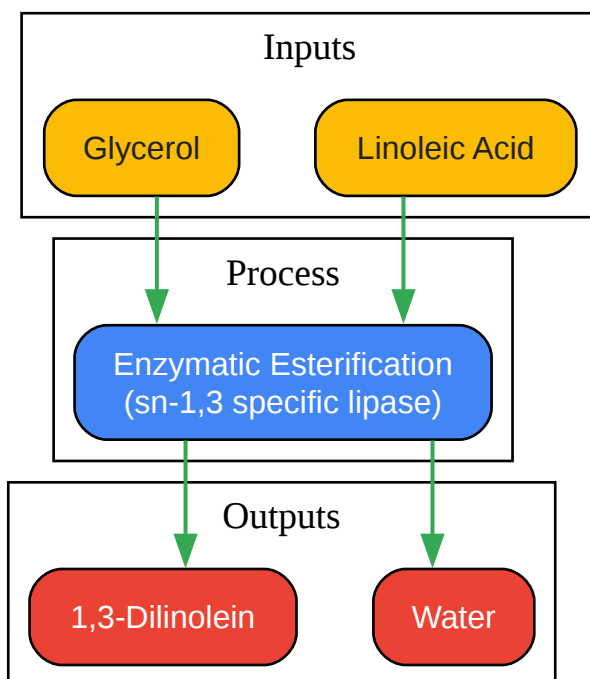 Inputs
Glycerol
Linoleic Acid
Process
Enzymatic Esterification
(sn-1,3 specific lipase)
Outputs
1,3-Dilinolein
Water